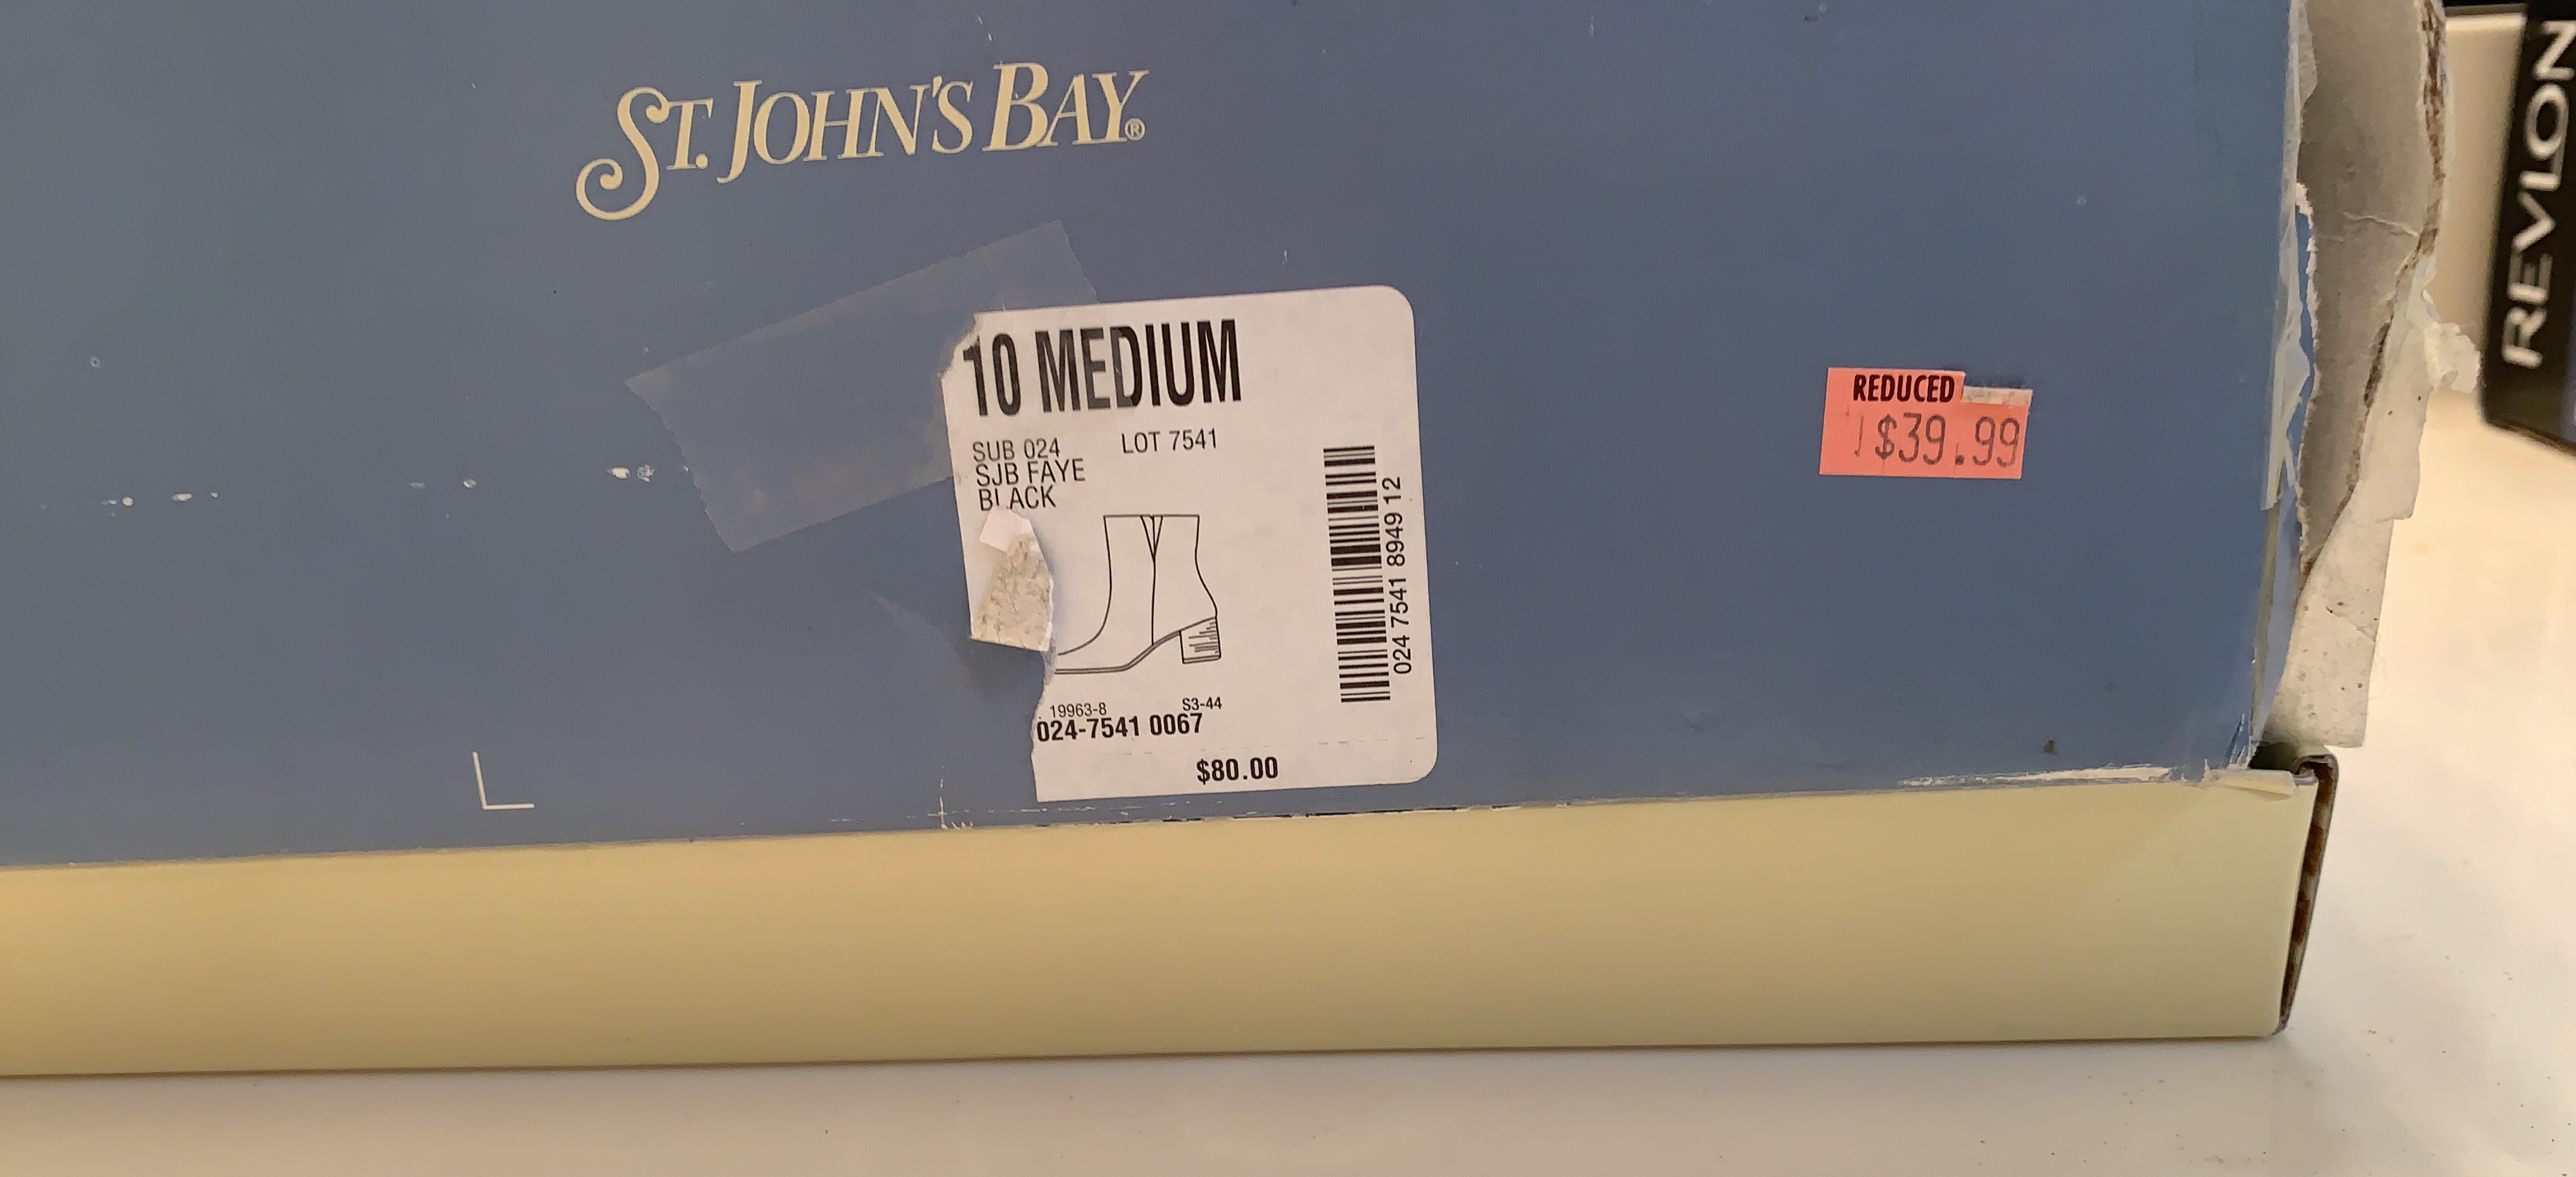 ST. JOHN'S BAY®
10 MEDIUM
SUB 024 LOT 7541
SJB FAYE
BLACK
024 7541 8949 12
19963-8 S3-44
024-7541 0067
$80.00
REDUCED
$39.99
REVLON